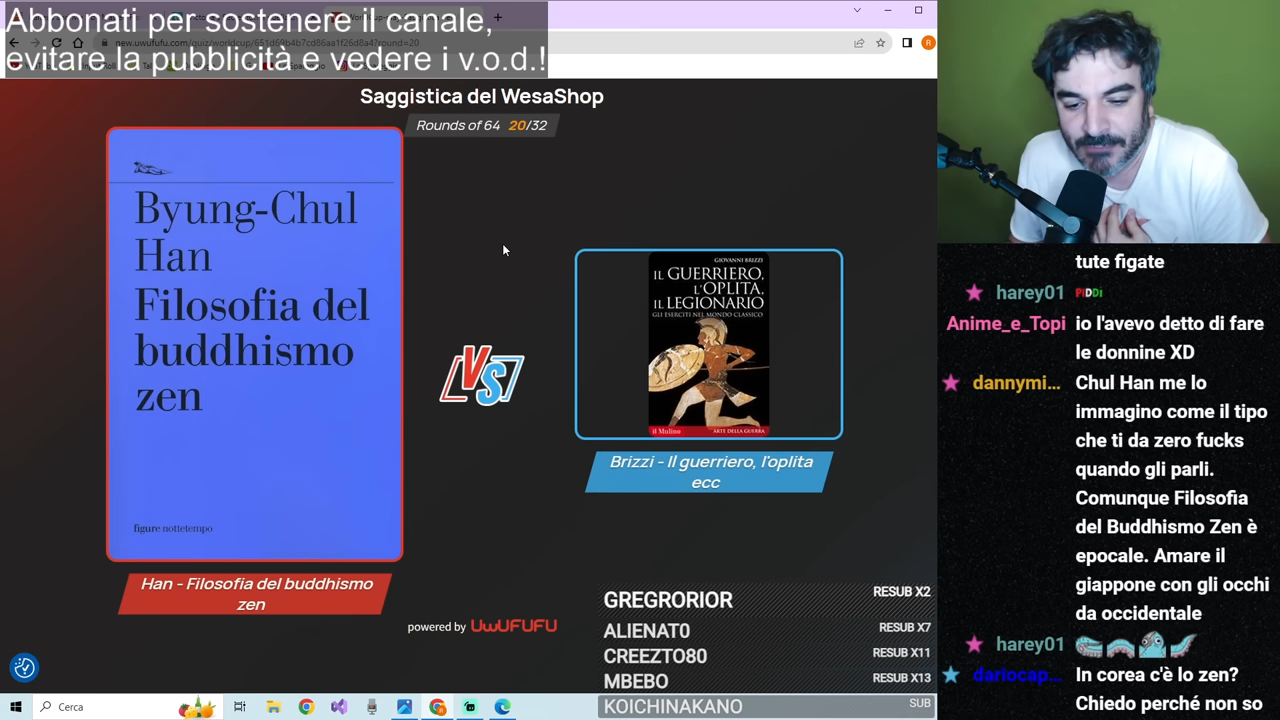 Abbonati per sostenere il canale,
evitare la pubblicità e vedere i v.o.d.!
Saggistica del WesaShop
Rounds of 64 20/32
Byung-Chul
Han
Filosofia del
buddhismo
zen
figure nottetempo
Han - Filosofia del buddhismo
zen
VS
GIOVANNI BRIZZI
IL GUERRIERO,
L'OPLITA,
IL LEGIONARIO
GLI ESERCITI NEL MONDO CLASSICO
il Mulino
ARTE DELLA GUERRA
Brizzi - Il guerriero, l'oplita
ecc
powered by UWUFUFU
GREGRORIOR RESUB X2
ALIENAT0 RESUB X7
CREEZTO80 RESUB X11
MBEBO RESUB X13
KOICHINAKANO SUB
tute figate
harey01 PiDDi
Anime_e_Topi io l'avevo detto di fare
le donnine XD
dannymi... Chul Han me lo
immagino come il tipo
che ti da zero fucks
quando gli parli.
Comunque Filosofia
del Buddhismo Zen è
epocale. Amare il
giappone con gli occhi
da occidentale
harey01
dariocap... In corea c'è lo zen?
Chiedo perché non so
Cerca